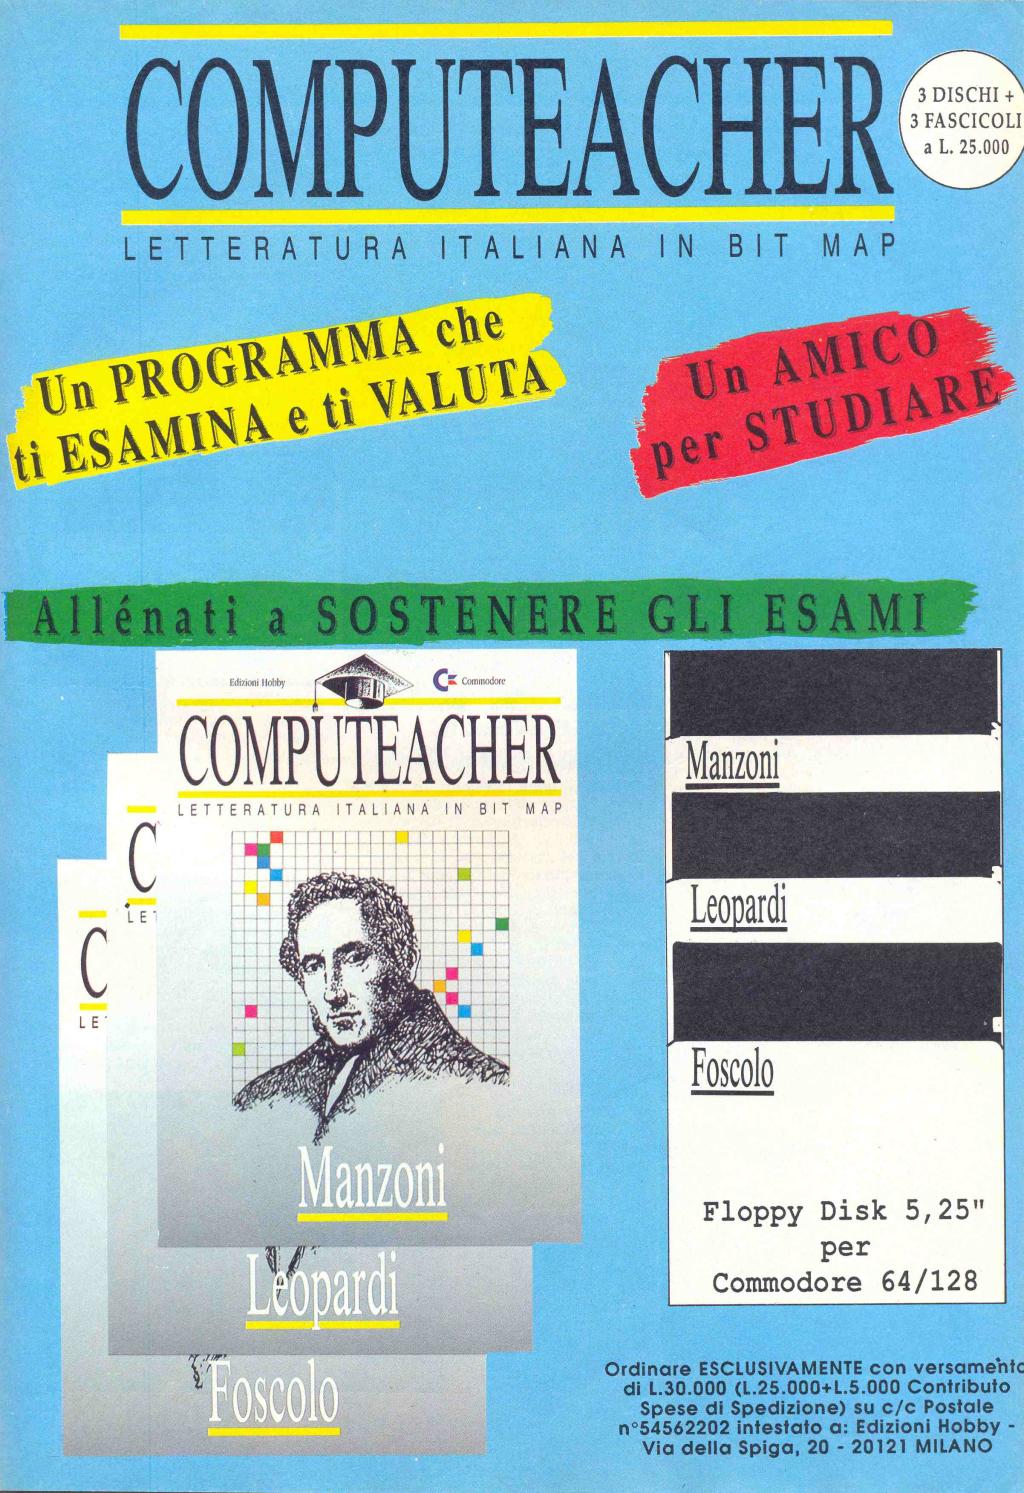 COMPUTEACHER
3 DISCHI +
3 FASCICOLI
a L. 25.000
LETTERATURA ITALIANA IN BIT MAP
Un PROGRAMMA che
ti ESAMINA e ti VALUTA
Un AMICO
per STUDIARE
Allénati a SOSTENERE GLI ESAMI
Edizioni Hobby
Commodore
COMPUTEACHER
LETTERATURA ITALIANA IN BIT MAP
C
LET
C
LE
Manzoni
Leopardi
Foscolo
Manzoni
Leopardi
Foscolo
Floppy Disk 5,25"
per
Commodore 64/128
Ordinare ESCLUSIVAMENTE con versamento
di L.30.000 (L.25.000+L.5.000 Contributo
Spese di Spedizione) su c/c Postale
n°54562202 intestato a: Edizioni Hobby -
Via della Spiga, 20 - 20121 MILANO